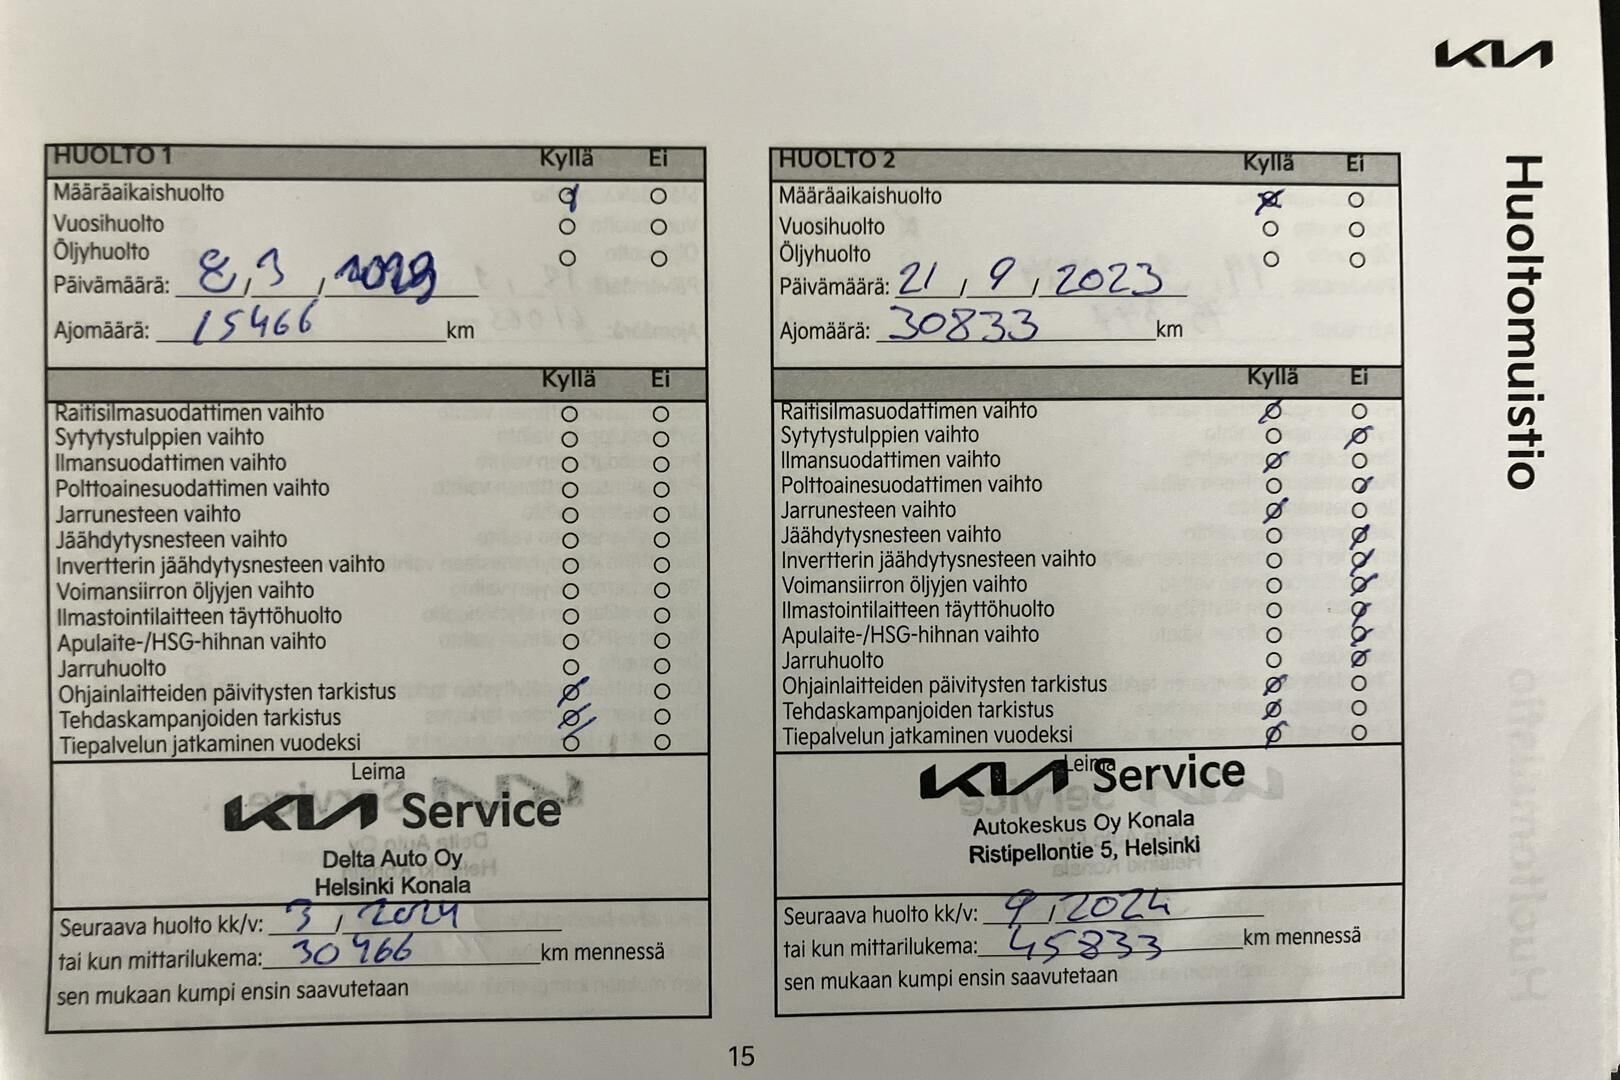 KIA
Huoltomuistio
HUOLTO 1 Kyllä Ei
Määräaikaishuolto
Vuosihuolto
Öljyhuolto
Päivämäärä: 8, 3,
Ajomäärä: 15466 km
Kyllä Ei
Raitisilmasuodattimen vaihto
Sytytystulppien vaihto
Ilmansuodattimen vaihto
Polttoainesuodattimen vaihto
Jarrunesteen vaihto
Jäähdytysnesteen vaihto
Invertterin jäähdytysnesteen vaihto
Voimansiirron öljyjen vaihto
Ilmastointilaitteen täyttöhuolto
Apulaite-/HSG-hihnan vaihto
Jarruhuolto
Ohjainlaitteiden päivitysten tarkistus
Tehdaskampanjoiden tarkistus
Tiepalvelun jatkaminen vuodeksi
Leima
KIA Service
Delta Auto Oy
Helsinki Konala
Seuraava huolto kk/v: 3 / 2024
tai kun mittarilukema: 30466 km mennessä
sen mukaan kumpi ensin saavutetaan
HUOLTO 2 Kyllä Ei
Määräaikaishuolto
Vuosihuolto
Öljyhuolto
Päivämäärä: 21 / 9 / 2023
Ajomäärä: 30833 km
Kyllä Ei
Raitisilmasuodattimen vaihto
Sytytystulppien vaihto
Ilmansuodattimen vaihto
Polttoainesuodattimen vaihto
Jarrunesteen vaihto
Jäähdytysnesteen vaihto
Invertterin jäähdytysnesteen vaihto
Voimansiirron öljyjen vaihto
Ilmastointilaitteen täyttöhuolto
Apulaite-/HSG-hihnan vaihto
Jarruhuolto
Ohjainlaitteiden päivitysten tarkistus
Tehdaskampanjoiden tarkistus
Tiepalvelun jatkaminen vuodeksi
Leima
KIA Service
Autokeskus Oy Konala
Ristipellontie 5, Helsinki
Seuraava huolto kk/v: 9 / 2024
tai kun mittarilukema: 45833 km mennessä
sen mukaan kumpi ensin saavutetaan
15